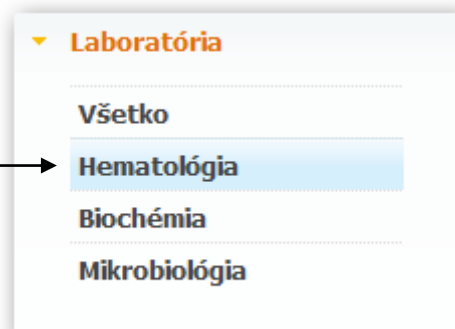 Laboratória
Všetko
Hematológia
Biochémia
Mikrobiológia